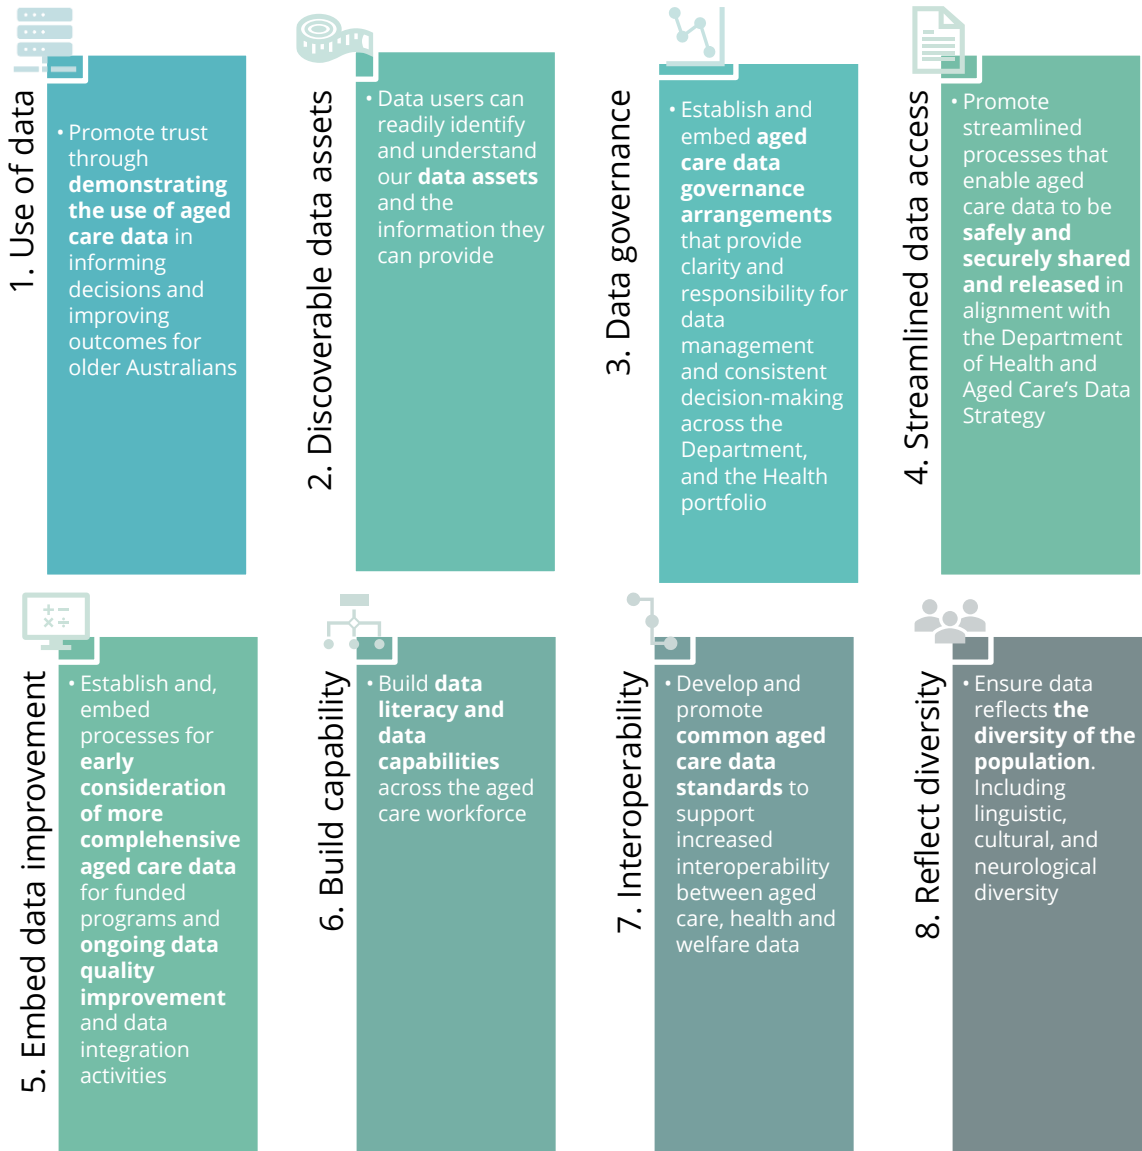 1. Use of data
• Promote trust
through
demonstrating
the use of aged
care data in
informing
decisions and
improving
outcomes for
older Australians
2. Discoverable data assets
• Data users can
readily identify
and understand
our data assets
and the
information they
can provide
3. Data governance
• Establish and
embed aged
care data
governance
arrangements
that provide
clarity and
responsibility for
data
management
and consistent
decision-making
across the
Department,
and the Health
portfolio
4. Streamlined data access
• Promote
streamlined
processes that
enable aged
care data to be
safely and
securely shared
and released in
alignment with
the Department
of Health and
Aged Care’s Data
Strategy
5. Embed data improvement
• Establish and,
embed
processes for
early
consideration
of more
complehensive
aged care data
for funded
programs and
ongoing data
quality
improvement
and data
integration
activities
6. Build capability
• Build data
literacy and
data
capabilities
across the aged
care workforce
7. Interoperability
• Develop and
promote
common aged
care data
standards to
support
increased
interoperability
between aged
care, health and
welfare data
8. Reflect diversity
• Ensure data
reflects the
diversity of the
population.
Including
linguistic,
cultural, and
neurological
diversity